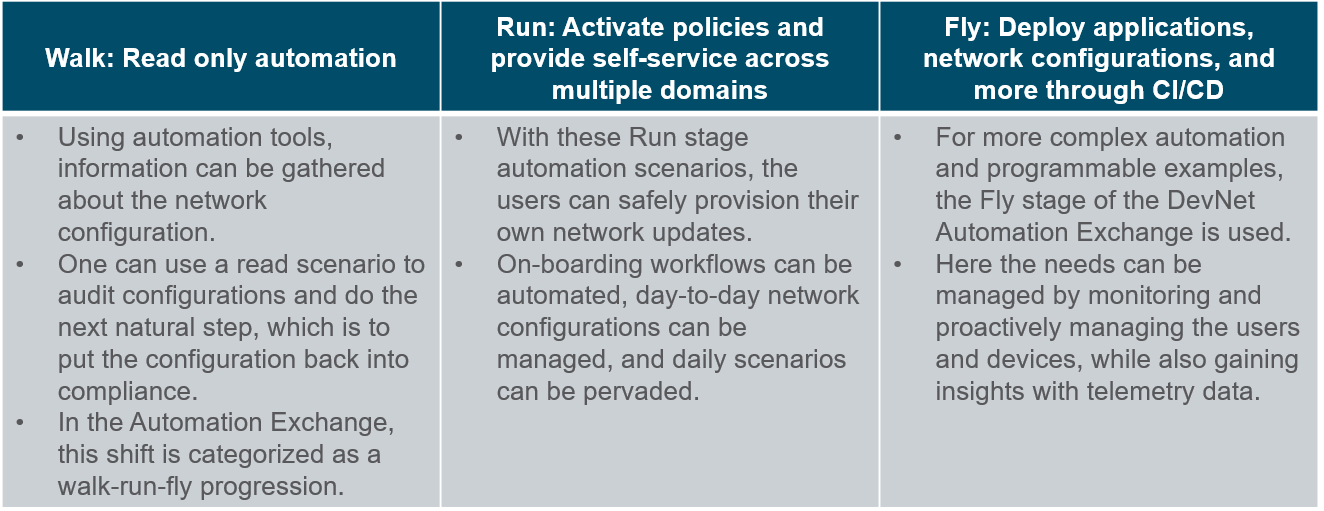 Walk: Read only automation
Run: Activate policies and
provide self-service across
multiple domains
Fly: Deploy applications,
network configurations, and
more through CI/CD
• Using automation tools,
information can be gathered
about the network
configuration.
• One can use a read scenario to
audit configurations and do the
next natural step, which is to
put the configuration back into
compliance.
• In the Automation Exchange,
this shift is categorized as a
walk-run-fly progression.
• With these Run stage
automation scenarios, the
users can safely provision their
own network updates.
• On-boarding workflows can be
automated, day-to-day network
configurations can be
managed, and daily scenarios
can be pervaded.
• For more complex automation
and programmable examples,
the Fly stage of the DevNet
Automation Exchange is used.
• Here the needs can be
managed by monitoring and
proactively managing the users
and devices, while also gaining
insights with telemetry data.